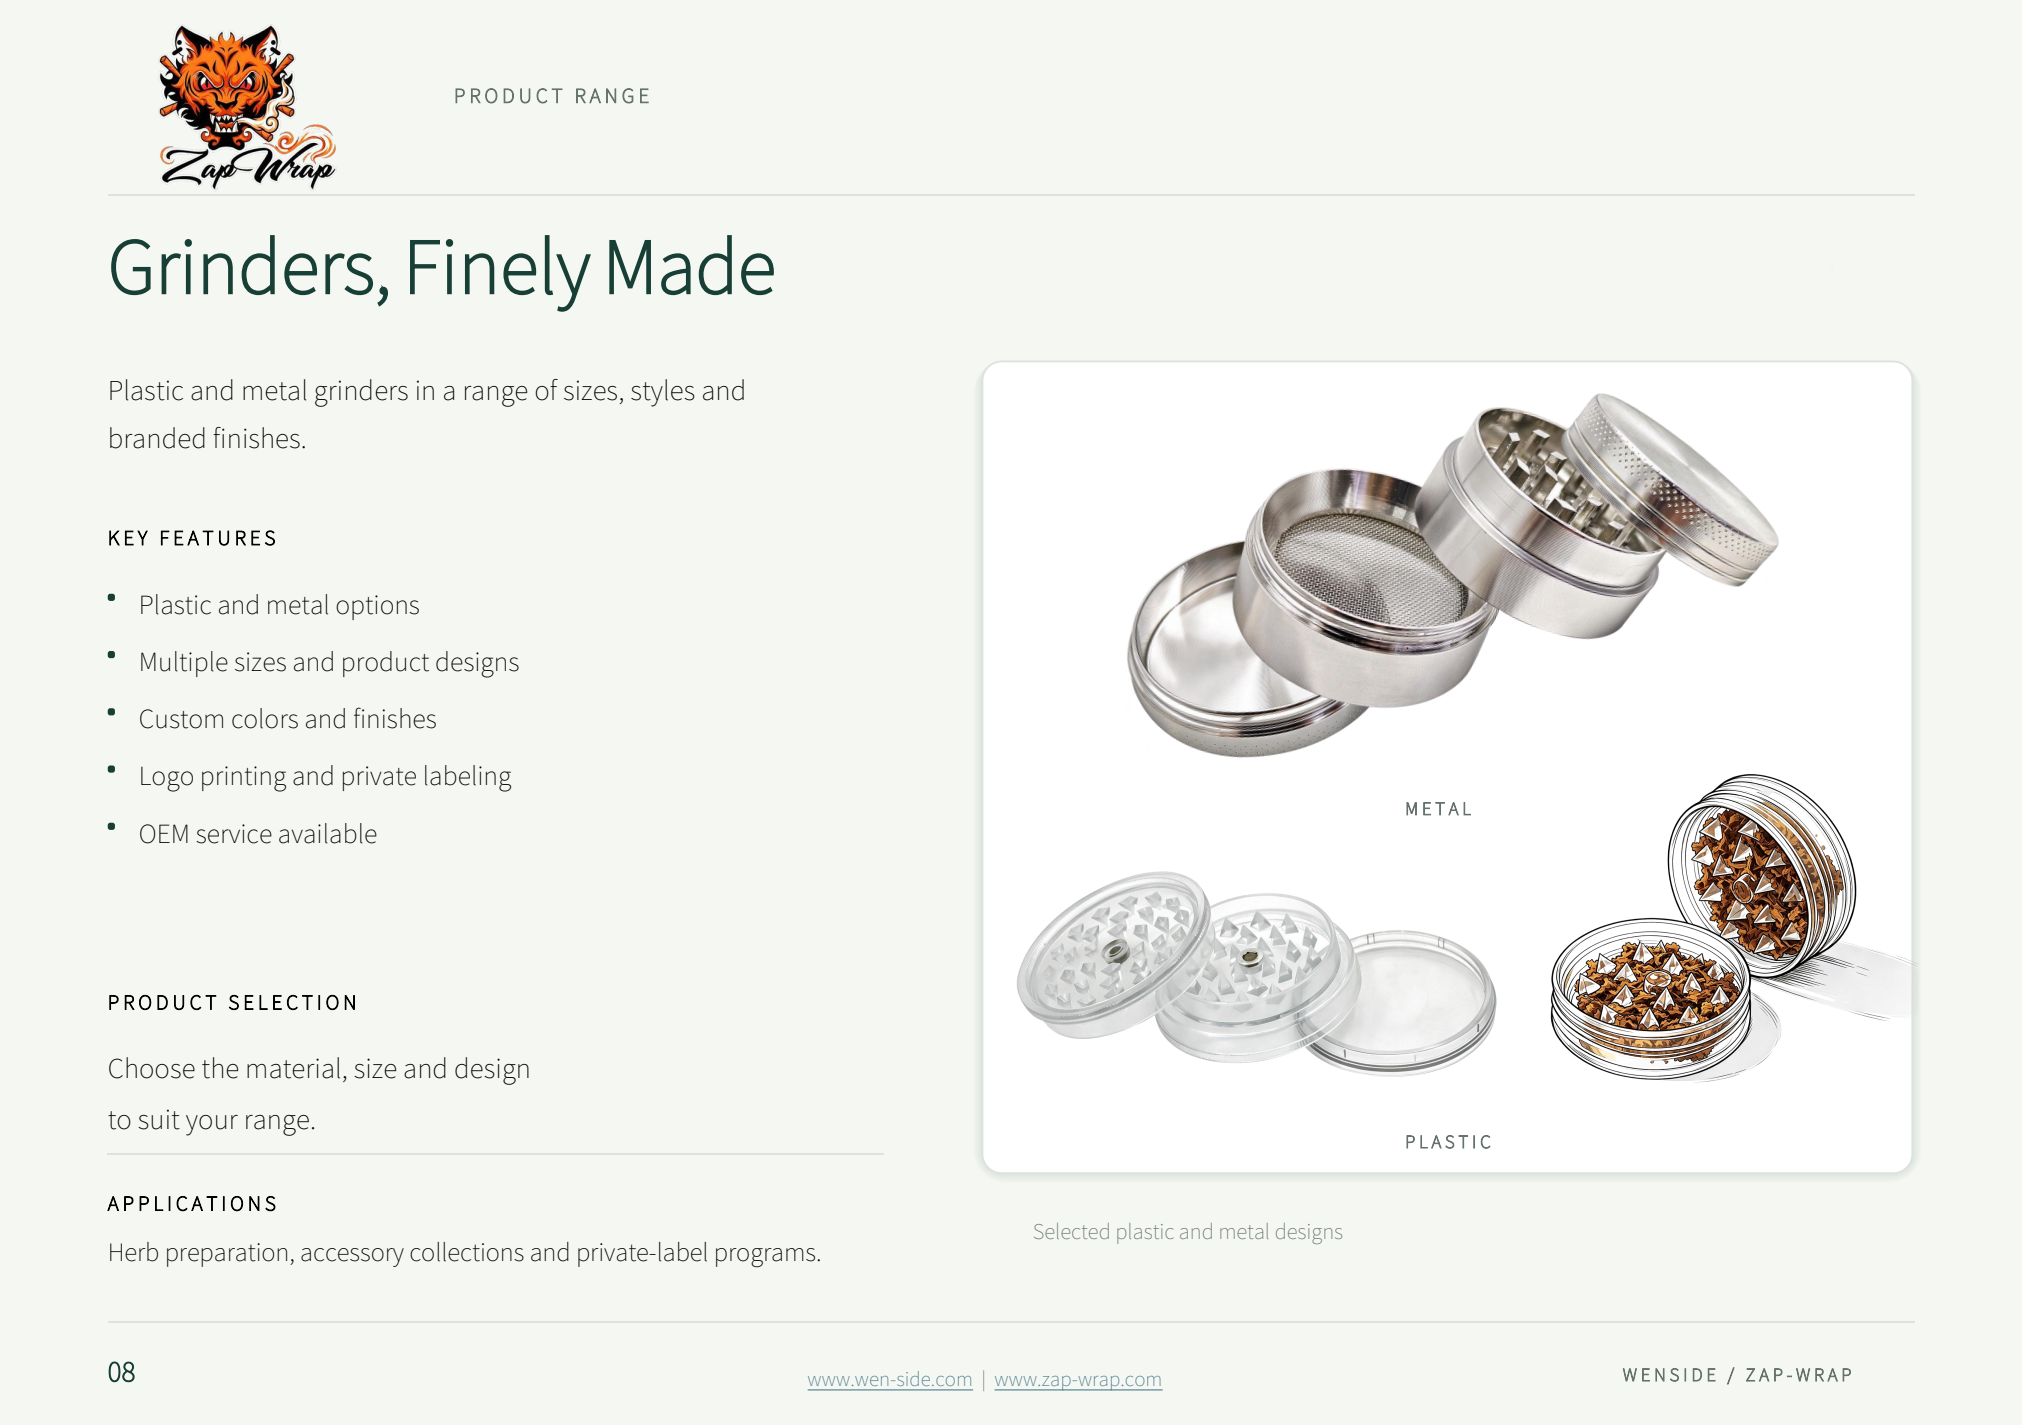 Zap Wrap
PRODUCT RANGE
Grinders, Finely Made
Plastic and metal grinders in a range of sizes, styles and
branded finishes.
KEY FEATURES
Plastic and metal options
Multiple sizes and product designs
Custom colors and finishes
Logo printing and private labeling
OEM service available
PRODUCT SELECTION
Choose the material, size and design
to suit your range.
APPLICATIONS
Herb preparation, accessory collections and private-label programs.
METAL
PLASTIC
Selected plastic and metal designs
08
www.wen-side.com | www.zap-wrap.com
WENSIDE / ZAP-WRAP